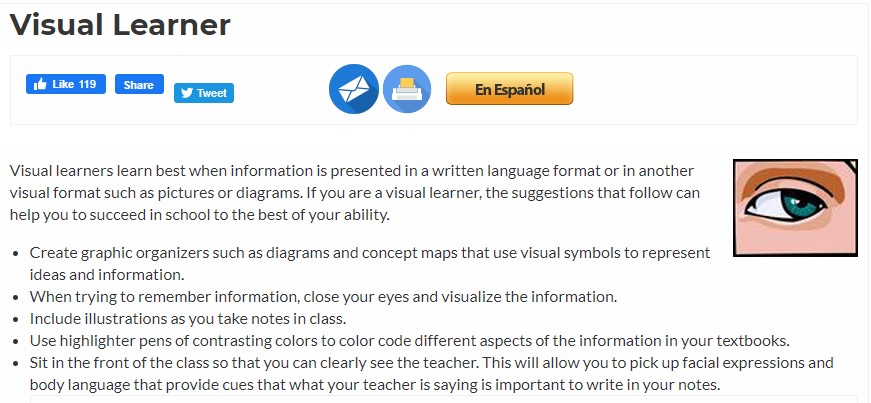 Visual Learner
Like 119
Share
Tweet
En Español
Visual learners learn best when information is presented in a written language format or in another
visual format such as pictures or diagrams. If you are a visual learner, the suggestions that follow can
help you to succeed in school to the best of your ability.
• Create graphic organizers such as diagrams and concept maps that use visual symbols to represent
ideas and information.
• When trying to remember information, close your eyes and visualize the information.
• Include illustrations as you take notes in class.
• Use highlighter pens of contrasting colors to color code different aspects of the information in your textbooks.
• Sit in the front of the class so that you can clearly see the teacher. This will allow you to pick up facial expressions and
body language that provide cues that what your teacher is saying is important to write in your notes.